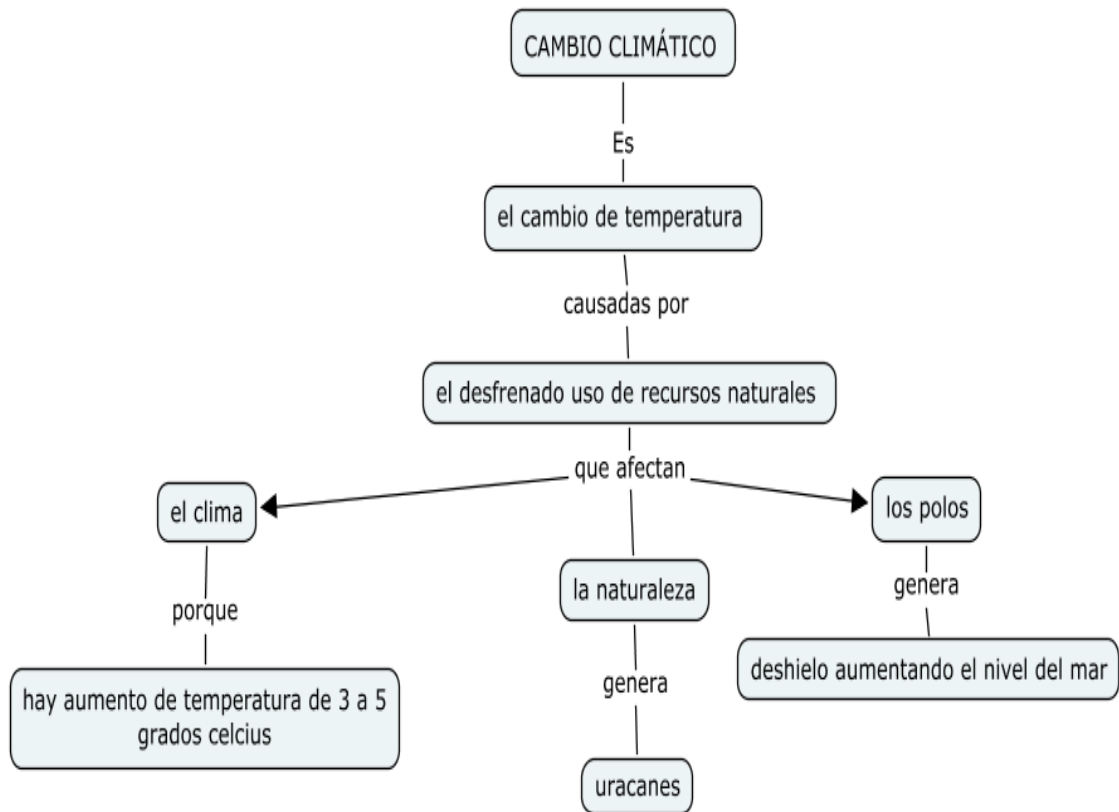 CAMBIO CLIMÁTICO
Es
el cambio de temperatura
causadas por
el desfrenado uso de recursos naturales
que afectan
el clima
porque
hay aumento de temperatura de 3 a 5
grados celcius
la naturaleza
genera
uracanes
los polos
genera
deshielo aumentando el nivel del mar